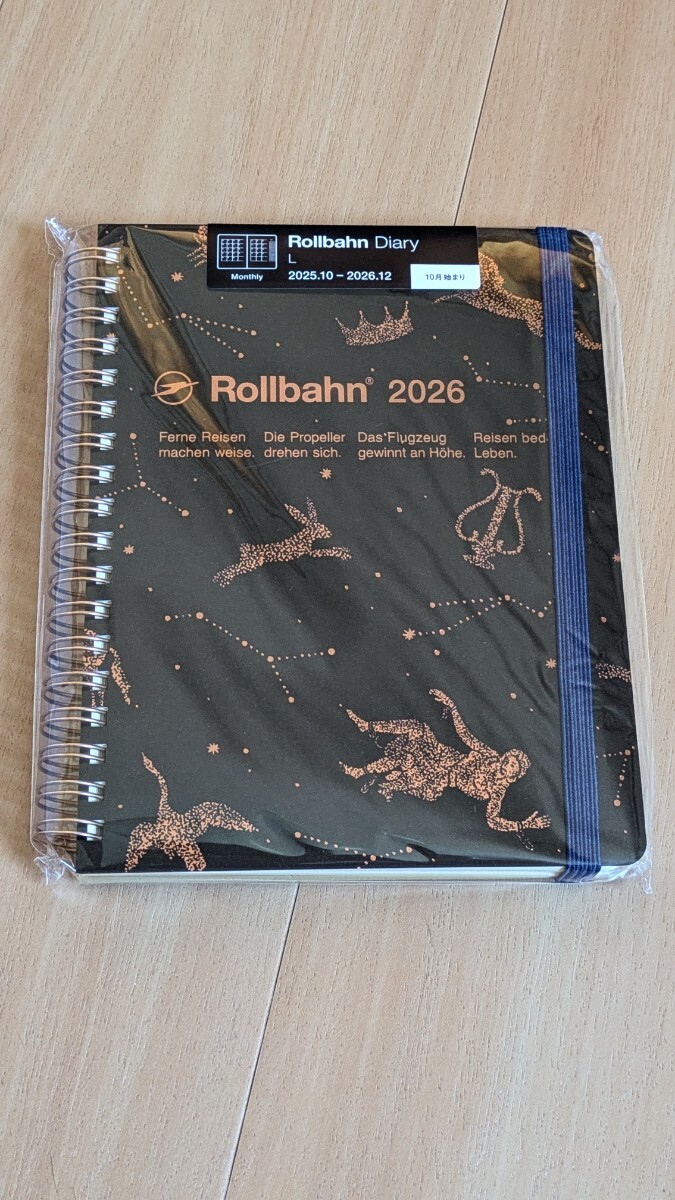 Rollbahn Diary
L
Monthly
2025.10 – 2026.12
10月始まり
Rollbahn® 2026
Ferne Reisen machen weise.
Die Propeller drehen sich.
Das Flugzeug gewinnt an Höhe.
Reisen bed
Leben.